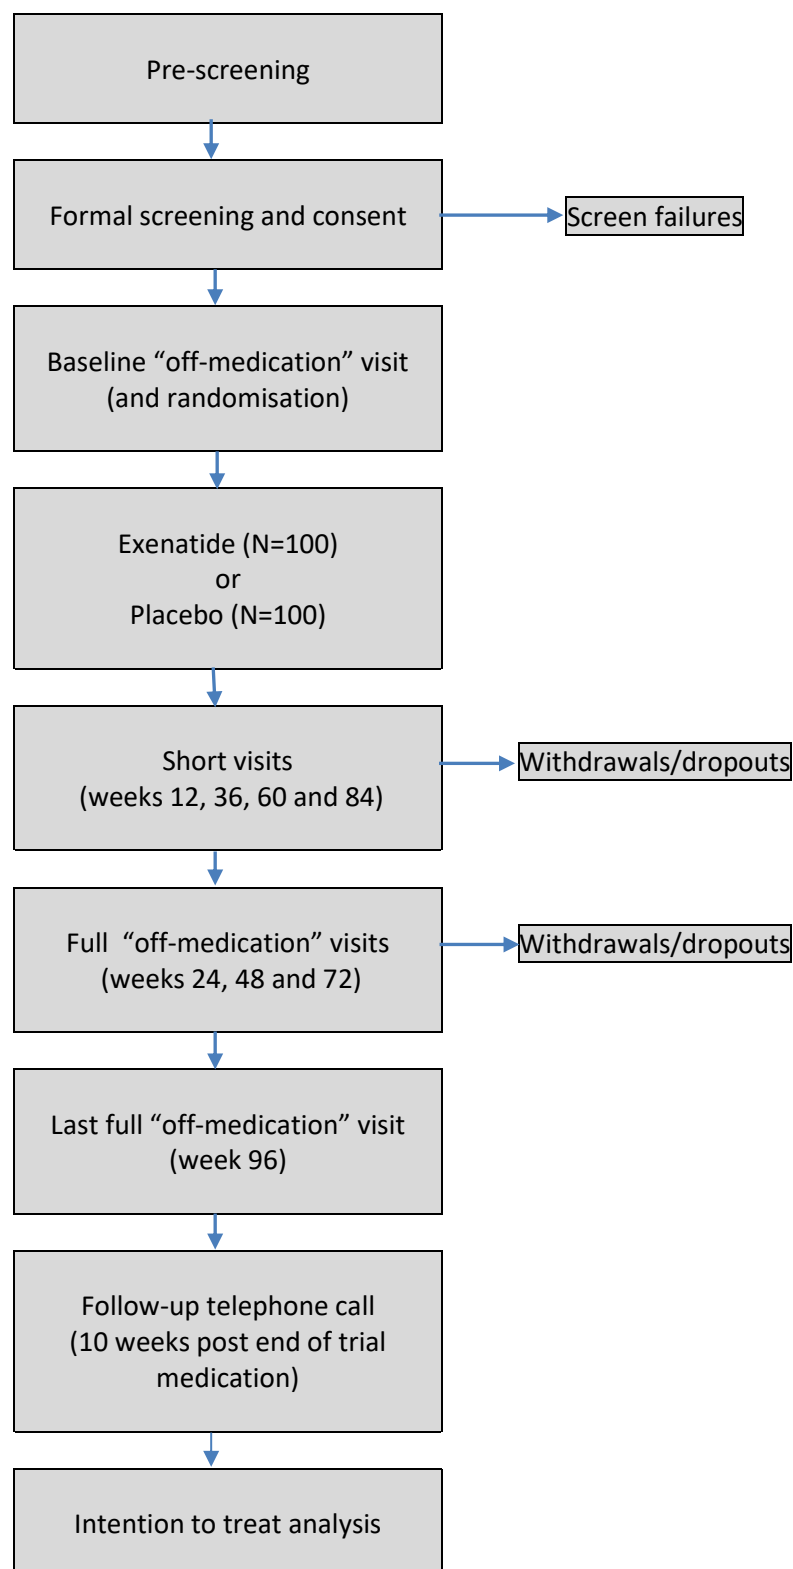 Pre-screening
Formal screening and consent
Screen failures
Baseline “off-medication” visit
(and randomisation)
Exenatide (N=100)
or
Placebo (N=100)
Short visits
(weeks 12, 36, 60 and 84)
Withdrawals/dropouts
Full “off-medication” visits
(weeks 24, 48 and 72)
Withdrawals/dropouts
Last full “off-medication” visit
(week 96)
Follow-up telephone call
(10 weeks post end of trial
medication)
Intention to treat analysis